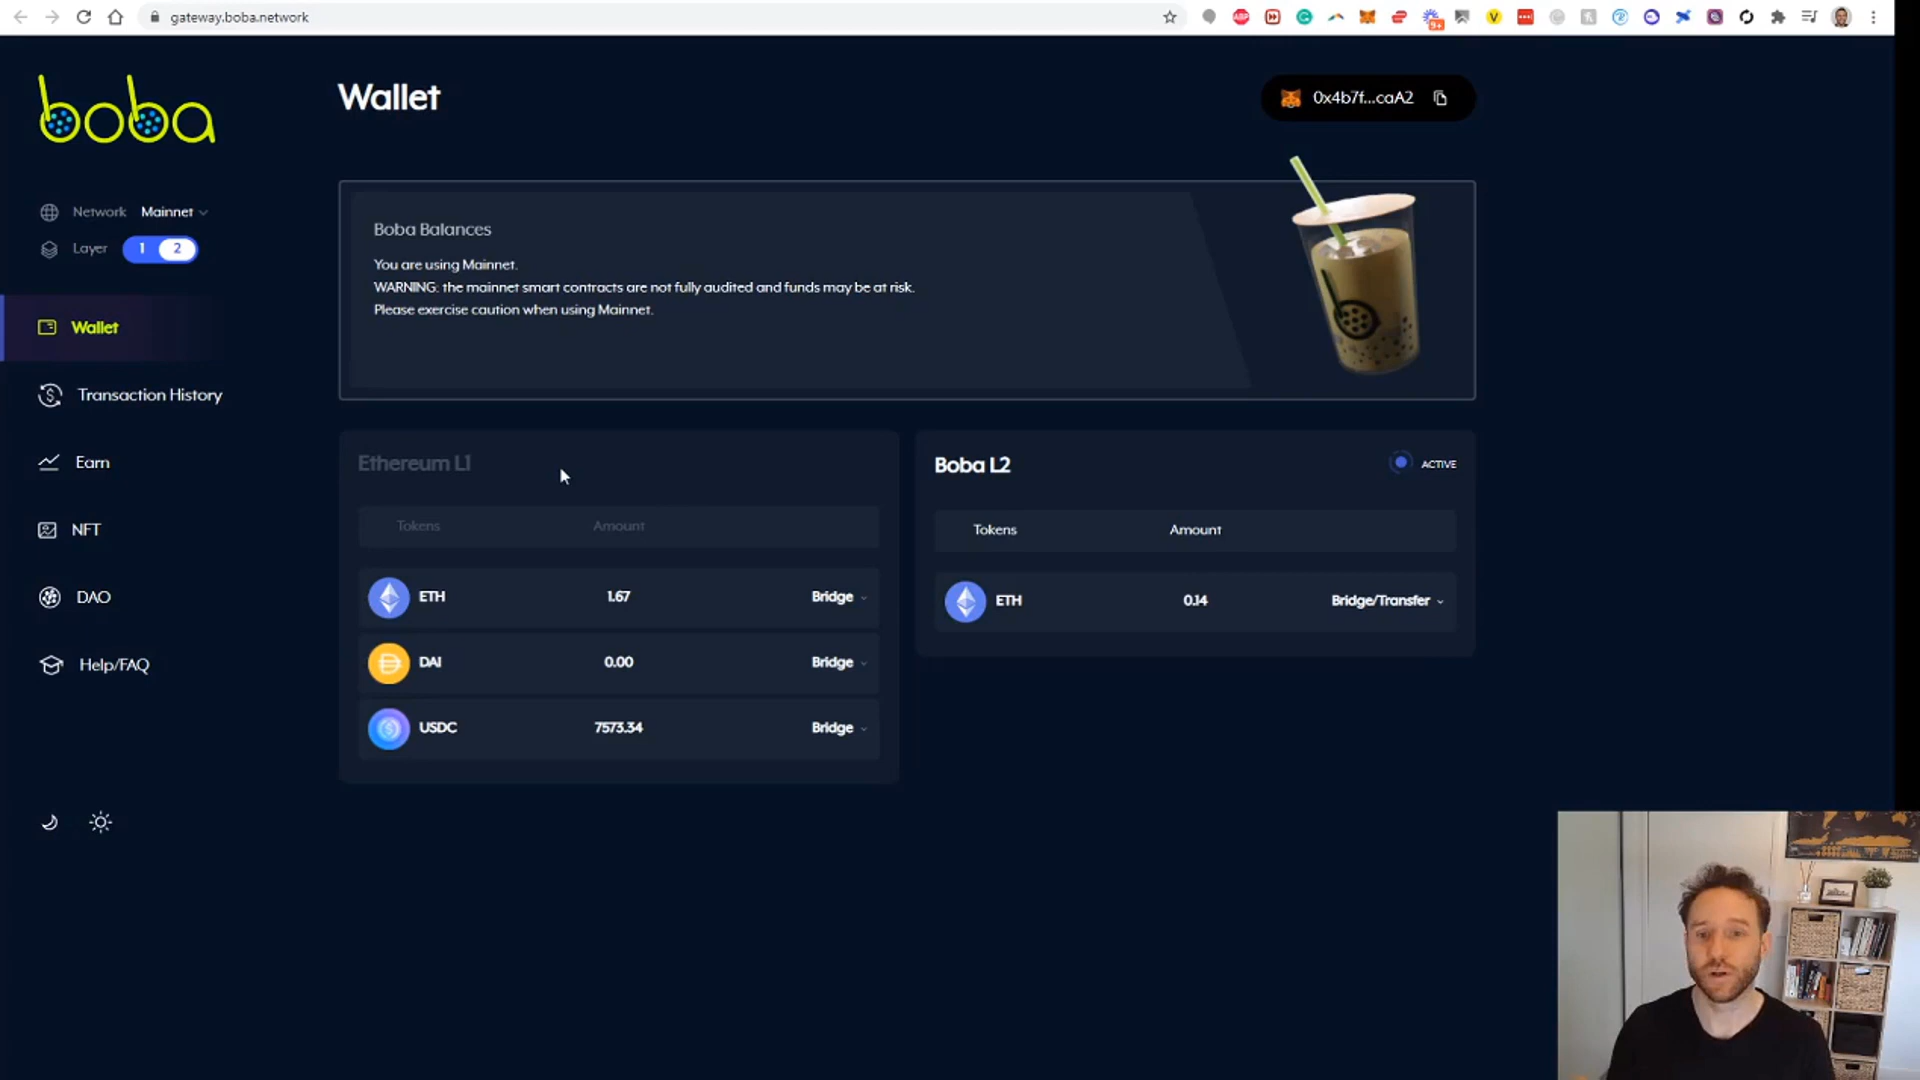 gateway.boba.network
ABP
9+
boba
Wallet
0x4b7f...caA2
Network Mainnet
Layer 1 2
Boba Balances
You are using Mainnet.
WARNING: the mainnet smart contracts are not fully audited and funds may be at risk.
Please exercise caution when using Mainnet.
Wallet
Transaction History
Earn
NFT
DAO
Help/FAQ
Ethereum L1
Tokens Amount
ETH 1.67 Bridge
DAI 0.00 Bridge
USDC 7573.34 Bridge
Boba L2 ACTIVE
Tokens Amount
ETH 0.14 Bridge/Transfer